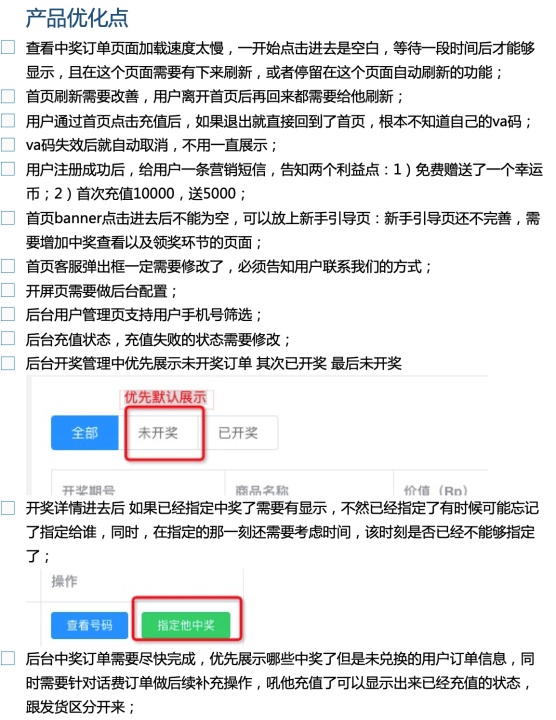 产品优化点
查看中奖订单页面加载速度太慢，一开始点击进去是空白，等待一段时间后才能够
显示，且在这个页面需要有下来刷新，或者停留在这个页面自动刷新的功能；
首页刷新需要改善，用户离开首页后再回来都需要给他刷新；
用户通过首页点击充值后，如果退出就直接回到了首页，根本不知道自己的va码；
va码失效后就自动取消，不用一直展示；
用户注册成功后，给用户一条营销短信，告知两个利益点：1）免费赠送了一个幸运
币；2）首次充值10000，送5000；
首页banner点击进去后不能为空，可以放上新手引导页：新手引导页还不完善，需
要增加中奖查看以及领奖环节的页面；
首页客服弹出框一定需要修改了，必须告知用户联系我们的方式；
开屏页需要做后台配置；
后台用户管理页支持用户手机号筛选；
后台充值状态，充值失败的状态需要修改；
后台开奖管理中优先展示未开奖订单 其次已开奖 最后未开奖
优先默认展示
全部 未开奖 已开奖
开奖期号 商品名称 价值（Rp）
开奖详情进去后 如果已经指定中奖了需要有显示，不然已经指定了有时候可能忘记
了指定给谁，同时，在指定的那一刻还需要考虑时间，该时刻是否已经不能够指定
了；
操作
查看号码 指定他中奖
后台中奖订单需要尽快完成，优先展示哪些中奖了但是未兑换的用户订单信息，同
时需要针对话费订单做后续补充操作，吼他充值了可以显示出来已经充值的状态，
跟发货区分开来；